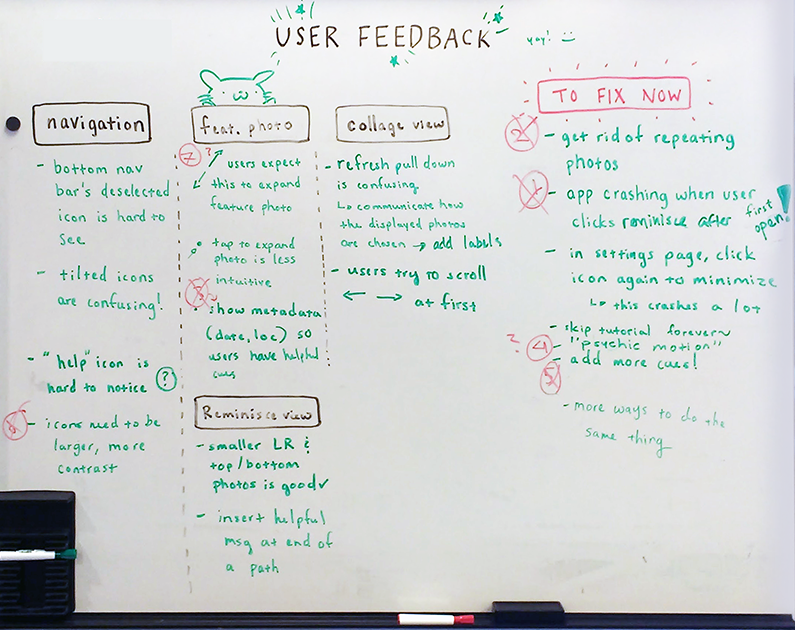 USER FEEDBACK
yay!
navigation
- bottom nav
bar's deselected
icon is hard to
see
- tilted icons
are confusing!
- "help" icon is
hard to notice ?
- icons need to be
larger, more
contrast
feat. photo
7 ?
users expect
this to expand
feature photo
tap to expand
photo is less
intuitive
3
show metadata
(date, loc) so
users have helpful
cues
Reminisce view
- smaller LR &
top/bottom
photos is good✓
- insert helpful
msg at end of
a path
collage view
- refresh pull down
is confusing
↳ communicate how
the displayed photos
are chosen → add labels
- users try to scroll
← → at first
TO FIX NOW
2 - get rid of repeating
photos
1 - app crashing when user
clicks reminisce after first
open!
- in settings page, click
icon again to minimize
↳ this crashes a lot
- skip tutorial forever~
? 4 - "psychic motion"
- add more cues!
5
- more ways to do the
same thing